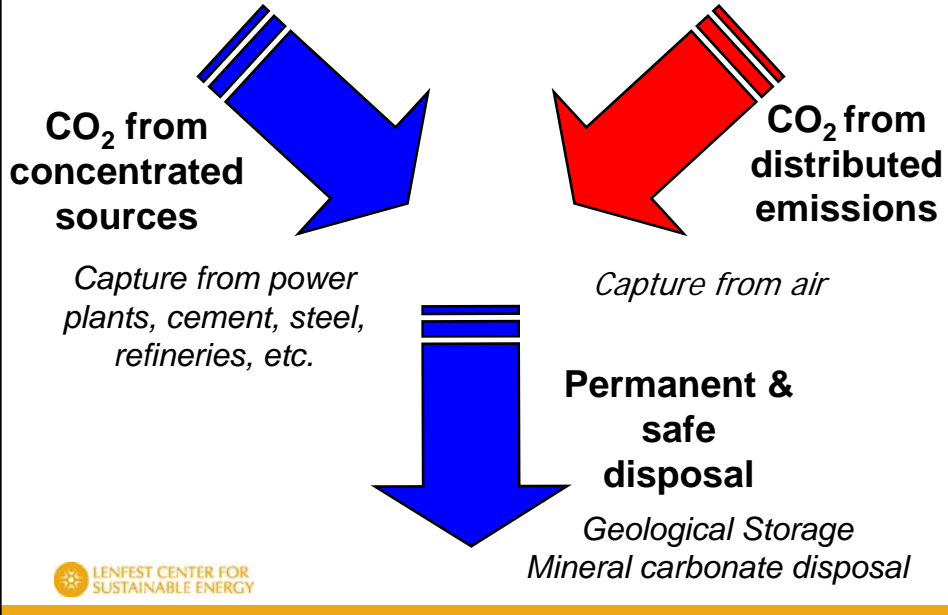 CO₂ from
concentrated
sources
Capture from power
plants, cement, steel,
refineries, etc.
CO₂ from
distributed
emissions
Capture from air
Permanent &
safe
disposal
Geological Storage
Mineral carbonate disposal
LENFEST CENTER FOR
SUSTAINABLE ENERGY